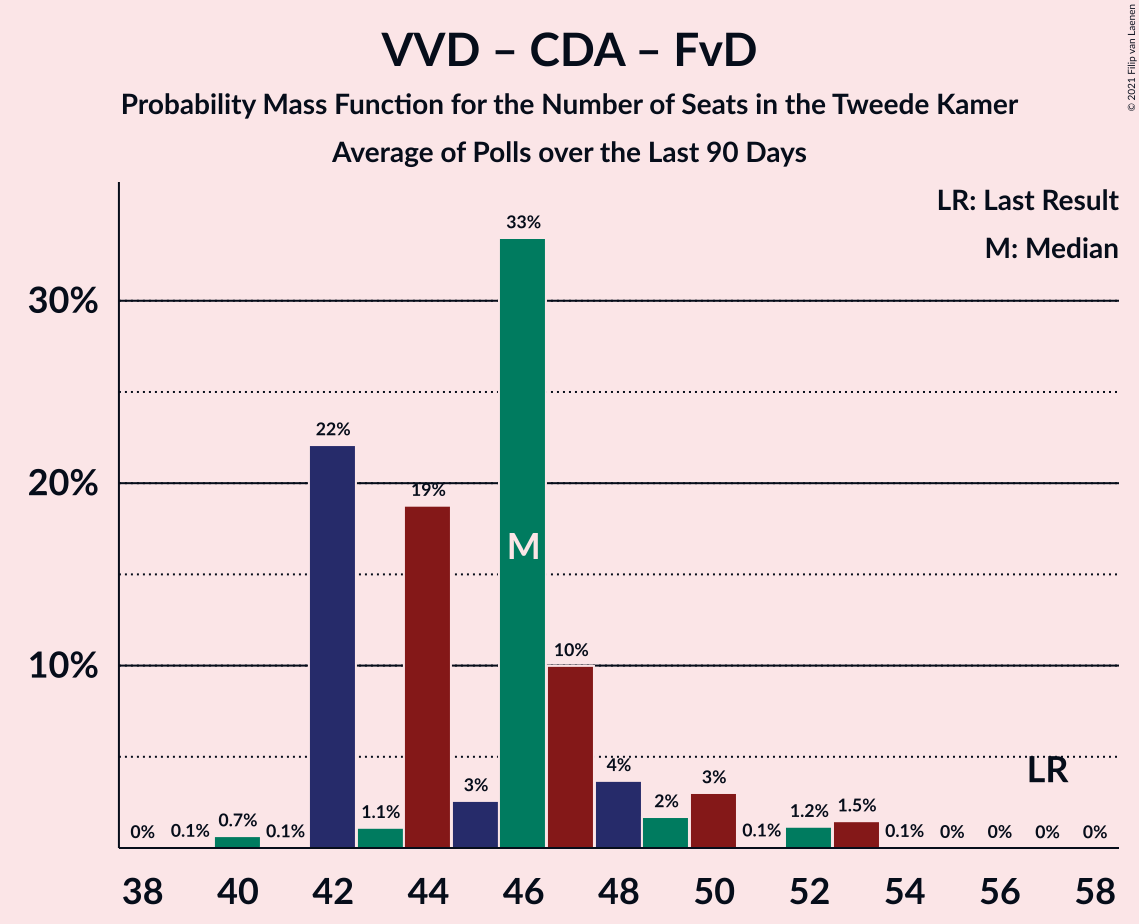 VVD – CDA – FvD
Probability Mass Function for the Number of Seats in the Tweede Kamer
Average of Polls over the Last 90 Days
© 2021 Filip van Laenen
LR: Last Result
M: Median
30%
20%
10%
0%
0.1%
0.7%
0.1%
22%
1.1%
19%
3%
33%
M
10%
4%
2%
3%
0.1%
1.2%
1.5%
0.1%
0%
0%
LR
0%
0%
38 40 42 44 46 48 50 52 54 56 58